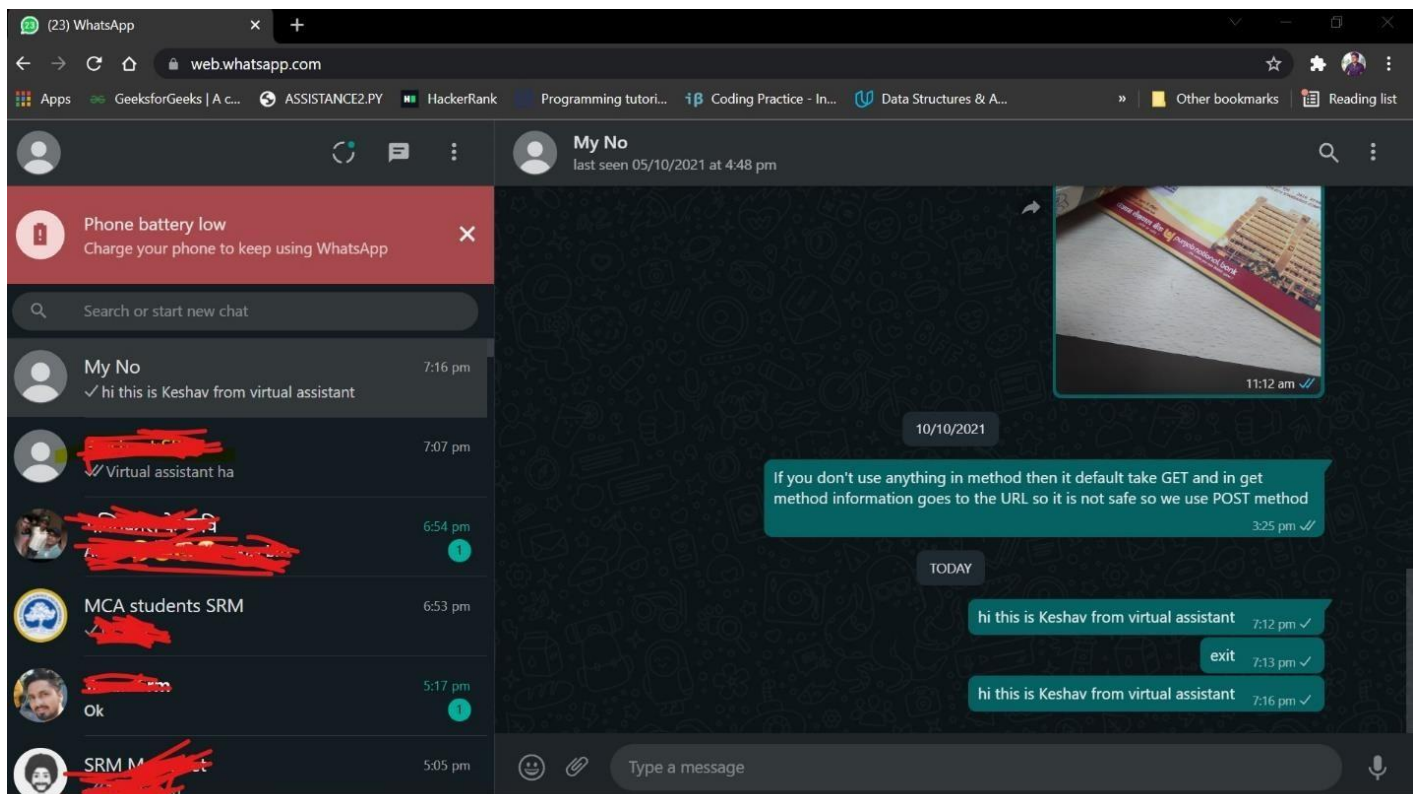 (23) WhatsApp
web.whatsapp.com
Apps
GeeksforGeeks | A c...
ASSISTANCE2.PY
HackerRank
Programming tutori...
Coding Practice - In...
Data Structures & A...
»
Other bookmarks
Reading list
Phone battery low
Charge your phone to keep using WhatsApp
Search or start new chat
My No
7:16 pm
hi this is Keshav from virtual assistant
7:07 pm
Virtual assistant ha
6:54 pm
1
MCA students SRM
6:53 pm
5:17 pm
Ok
1
SRM
5:05 pm
My No
last seen 05/10/2021 at 4:48 pm
punjab national bank
11:12 am
10/10/2021
If you don't use anything in method then it default take GET and in get
method information goes to the URL so it is not safe so we use POST method
3:25 pm
TODAY
hi this is Keshav from virtual assistant 7:12 pm
exit 7:13 pm
hi this is Keshav from virtual assistant 7:16 pm
Type a message